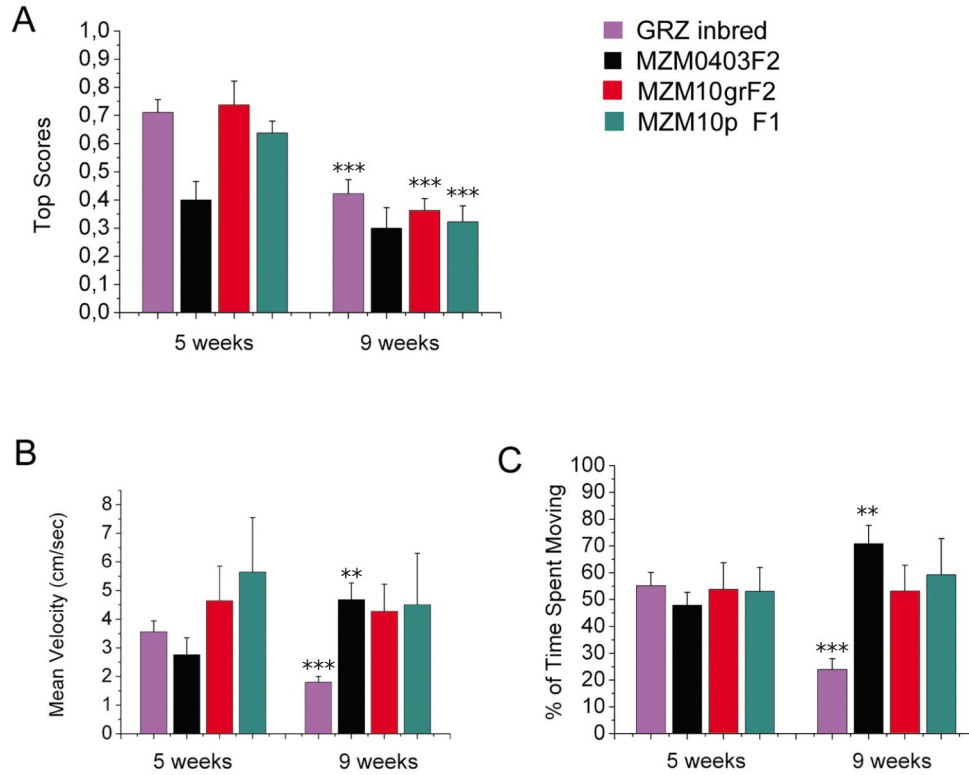 A
GRZ inbred
MZM0403F2
MZM10grF2
MZM10p F1
Top Scores
1,0
0,9
0,8
0,7
0,6
0,5
0,4
0,3
0,2
0,1
0,0
***
***
***
5 weeks
9 weeks
B
Mean Velocity (cm/sec)
8
7
6
5
4
3
2
1
0
***
**
5 weeks
9 weeks
C
% of Time Spent Moving
100
90
80
70
60
50
40
30
20
10
0
***
**
5 weeks
9 weeks